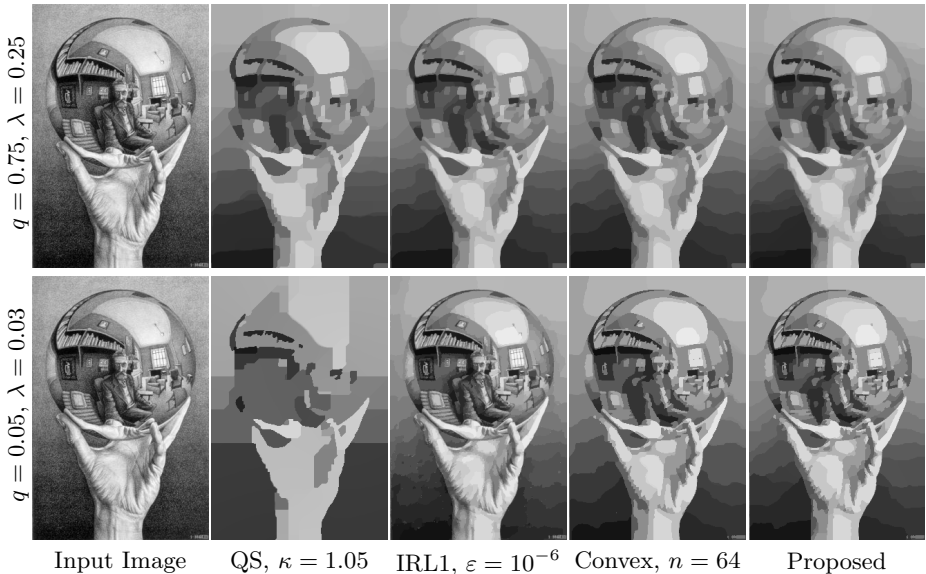 q = 0.75, λ = 0.25
q = 0.05, λ = 0.03
Input Image
QS, κ = 1.05
IRL1, ε = 10⁻⁶
Convex, n = 64
Proposed